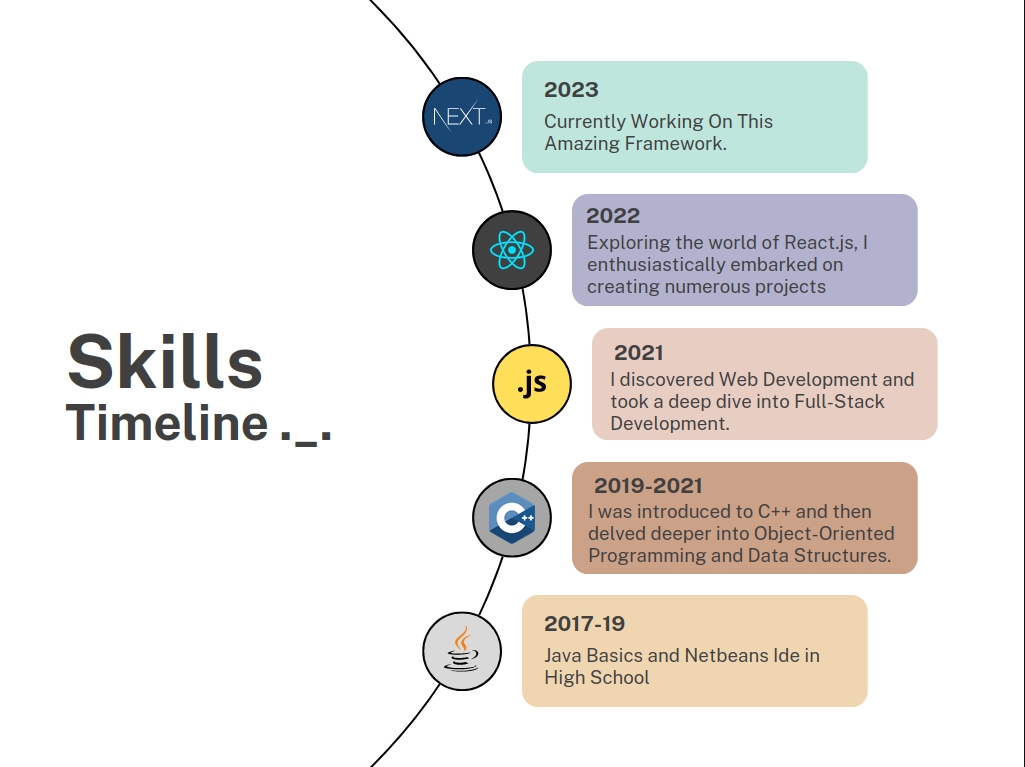 NEXT.JS
2023
Currently Working On This
Amazing Framework.
2022
Exploring the world of React.js, I
enthusiastically embarked on
creating numerous projects
Skills
Timeline ._.
.js
2021
I discovered Web Development and
took a deep dive into Full-Stack
Development.
C++
2019-2021
I was introduced to C++ and then
delved deeper into Object-Oriented
Programming and Data Structures.
2017-19
Java Basics and Netbeans Ide in
High School